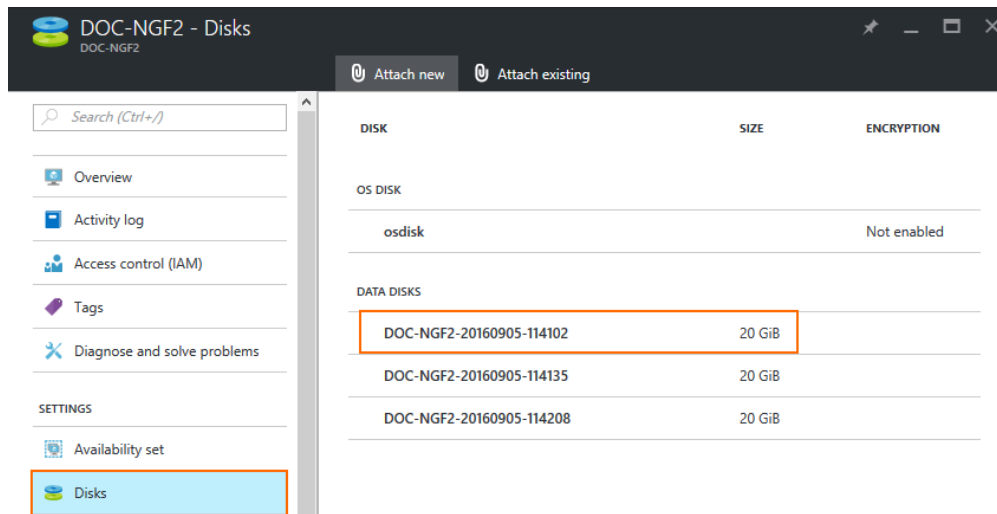 DOC-NGF2 - Disks
DOC-NGF2
Attach new
Attach existing
Search (Ctrl+/)
Overview
Activity log
Access control (IAM)
Tags
Diagnose and solve problems
SETTINGS
Availability set
Disks
DISK SIZE ENCRYPTION
OS DISK
osdisk Not enabled
DATA DISKS
DOC-NGF2-20160905-114102 20 GiB
DOC-NGF2-20160905-114135 20 GiB
DOC-NGF2-20160905-114208 20 GiB